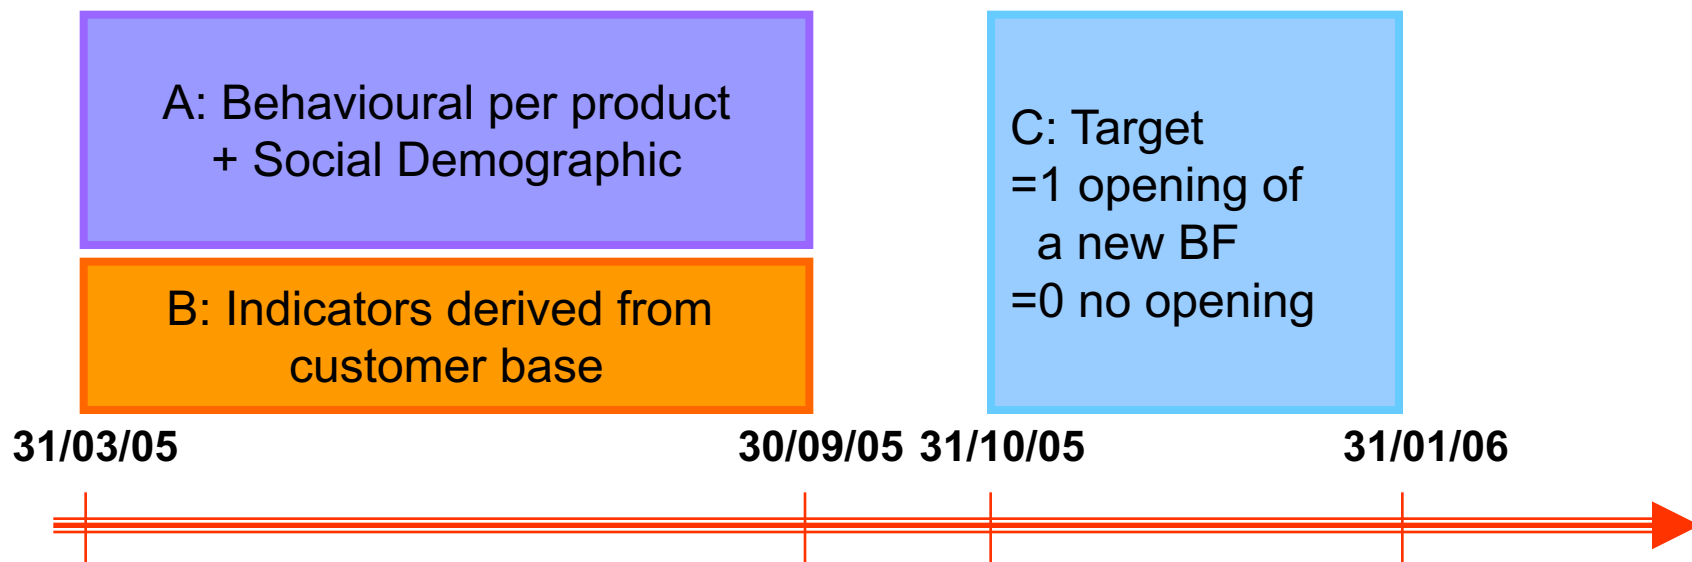 A: Behavioural per product
+ Social Demographic
B: Indicators derived from
customer base
C: Target
=1 opening of
a new BF
=0 no opening
31/03/05
30/09/05
31/10/05
31/01/06